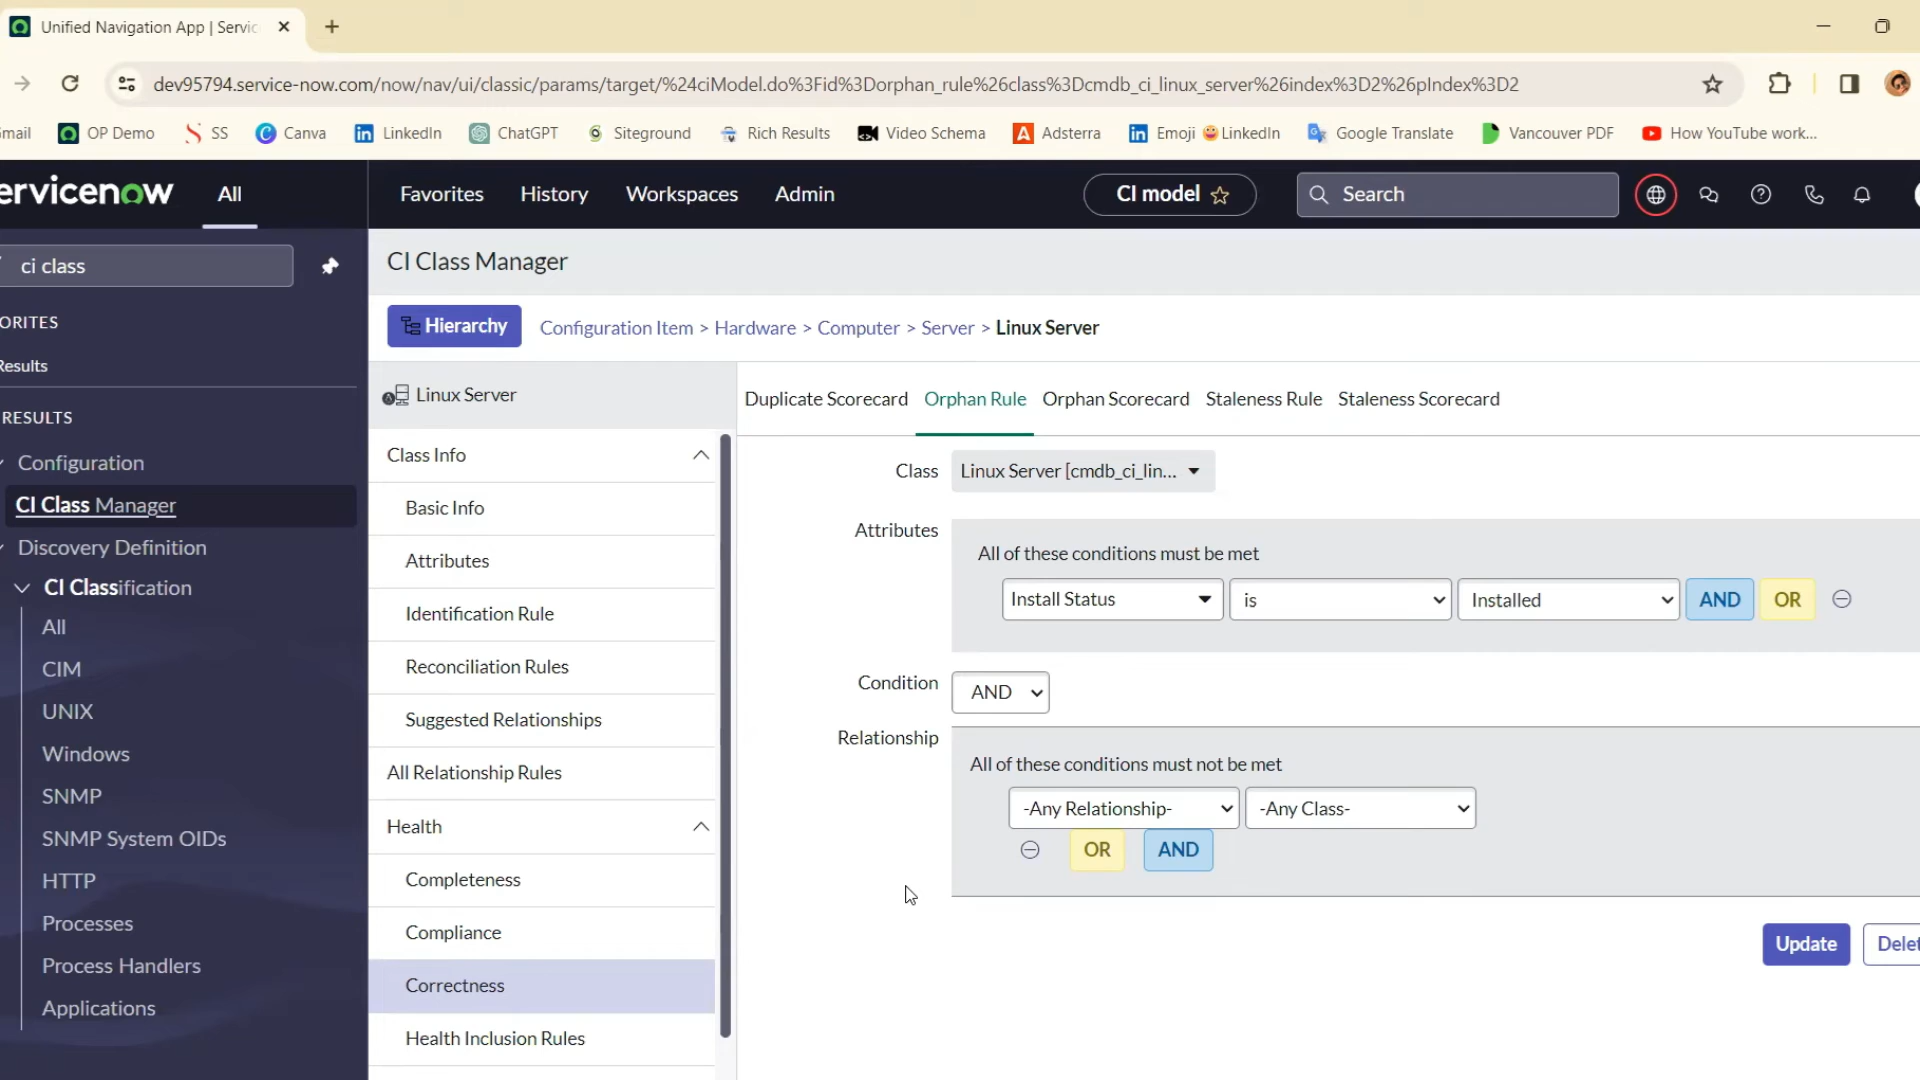 Unified Navigation App | Servic
dev95794.service-now.com/now/nav/ui/classic/params/target/%24ciModel.do%3Fid%3Dorphan_rule%26class%3Dcmdb_ci_linux_server%26index%3D2%26pIndex%3D2
mail OP Demo SS Canva LinkedIn ChatGPT Siteground Rich Results Video Schema Adsterra Emoji 😀LinkedIn Google Translate Vancouver PDF How YouTube work...
ervicenow All Favorites History Workspaces Admin CI model Search
ci class
CI Class Manager
ORITES
Results
RESULTS
Configuration
CI Class Manager
Discovery Definition
CI Classification
All
CIM
UNIX
Windows
SNMP
SNMP System OIDs
HTTP
Processes
Process Handlers
Applications
Hierarchy Configuration Item > Hardware > Computer > Server > Linux Server
Linux Server
Class Info
Basic Info
Attributes
Identification Rule
Reconciliation Rules
Suggested Relationships
All Relationship Rules
Health
Completeness
Compliance
Correctness
Health Inclusion Rules
Duplicate Scorecard Orphan Rule Orphan Scorecard Staleness Rule Staleness Scorecard
Class Linux Server [cmdb_ci_lin...
Attributes
All of these conditions must be met
Install Status is Installed AND OR
Condition AND
Relationship
All of these conditions must not be met
-Any Relationship- -Any Class-
OR AND
Update Delet